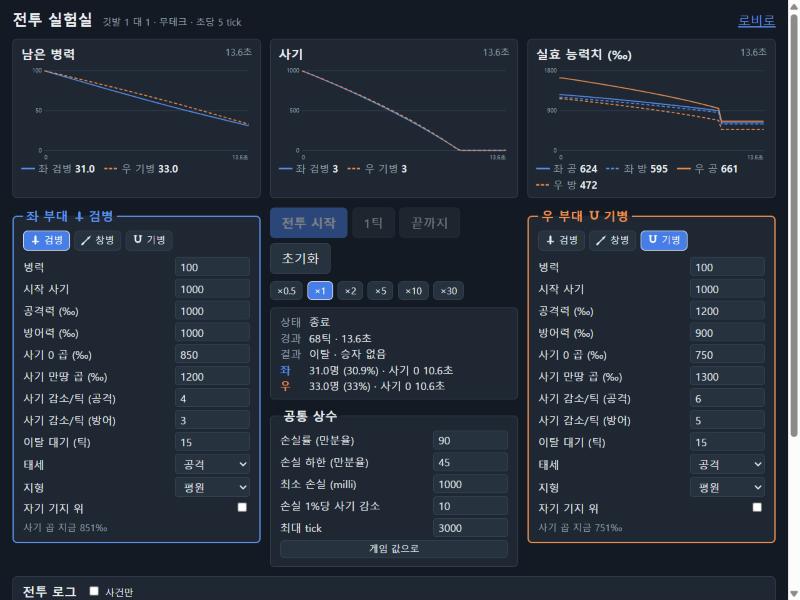 전투 실험실 깃발 1 대 1 · 무테크 · 초당 5 tick 로비로
남은 병력 13.6초
100
50
0
0 13.6초
좌 검병 31.0 우 기병 33.0
사기 13.6초
1000
500
0
0 13.6초
좌 검병 3 우 기병 3
실효 능력치 (‰) 13.6초
1800
900
0
0 13.6초
좌 공 624 좌 방 595 우 공 661
우 방 472
좌 부대 검병
검병 창병 기병
병력 100
시작 사기 1000
공격력 (‰) 1000
방어력 (‰) 1000
사기 0 곱 (‰) 850
사기 만땅 곱 (‰) 1200
사기 감소/틱 (공격) 4
사기 감소/틱 (방어) 3
이탈 대기 (틱) 15
태세 공격
지형 평원
자기 기지 위
사기 곱 지금 851‰
전투 시작 1틱 끝까지
초기화
×0.5 ×1 ×2 ×5 ×10 ×30
상태 종료
경과 68틱 · 13.6초
결과 이탈 · 승자 없음
좌 31.0명 (30.9%) · 사기 0 10.6초
우 33.0명 (33%) · 사기 0 10.6초
공통 상수
손실률 (만분율) 90
손실 하한 (만분율) 45
최소 손실 (milli) 1000
손실 1%당 사기 감소 10
최대 tick 3000
게임 값으로
우 부대 기병
검병 창병 기병
병력 100
시작 사기 1000
공격력 (‰) 1200
방어력 (‰) 900
사기 0 곱 (‰) 750
사기 만땅 곱 (‰) 1300
사기 감소/틱 (공격) 6
사기 감소/틱 (방어) 5
이탈 대기 (틱) 15
태세 공격
지형 평원
자기 기지 위
사기 곱 지금 751‰
전투 로그 사건만